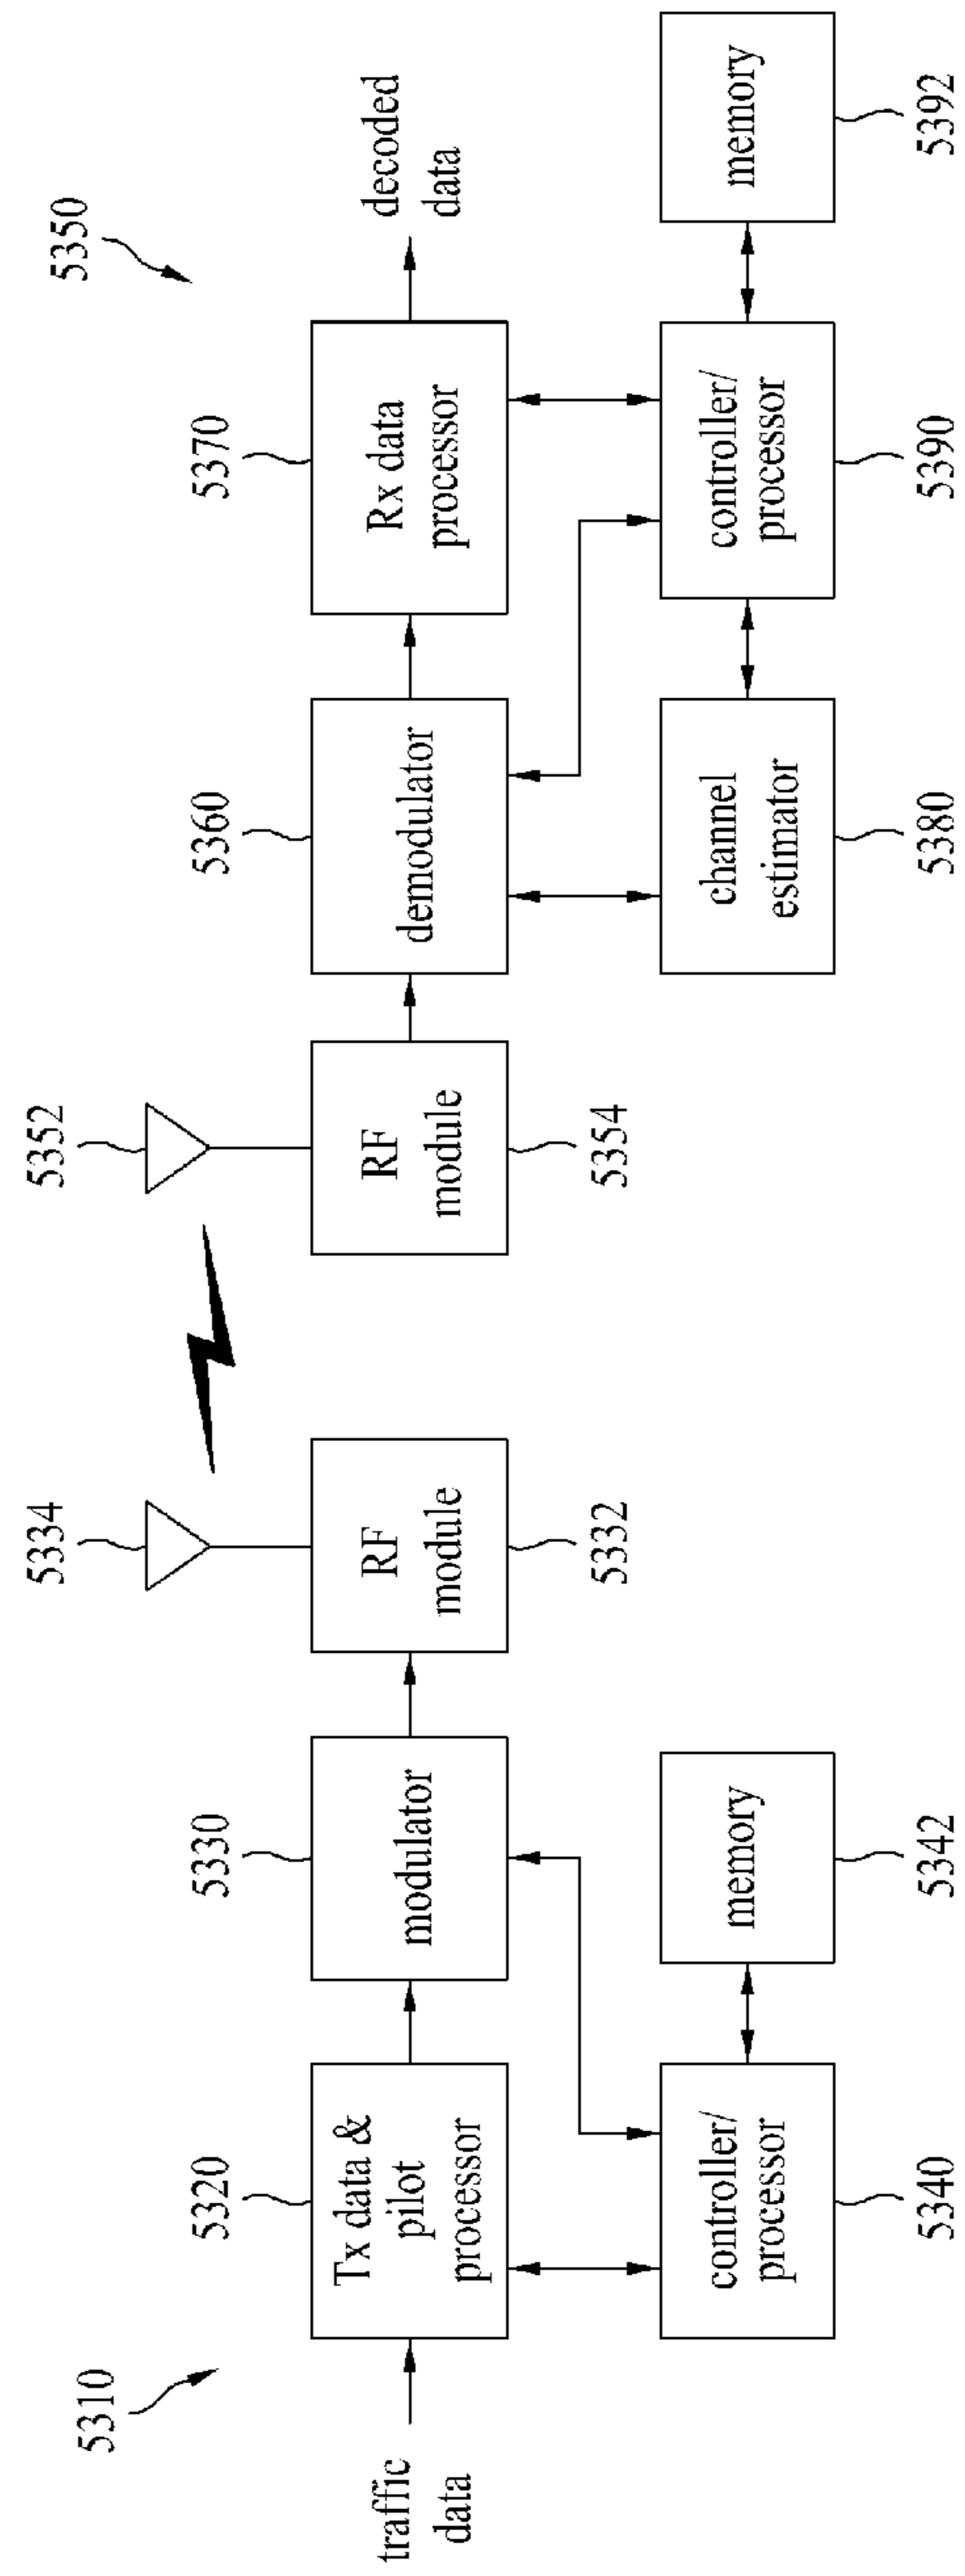 5310
traffic
data
5320
Tx data &
pilot
processor
5330
modulator
5334
RF
module
5332
controller/
processor
5340
memory
5342
5350
5352
RF
module
5354
5360
demodulator
5370
Rx data
processor
decoded
data
channel
estimator
5380
controller/
processor
5390
memory
5392